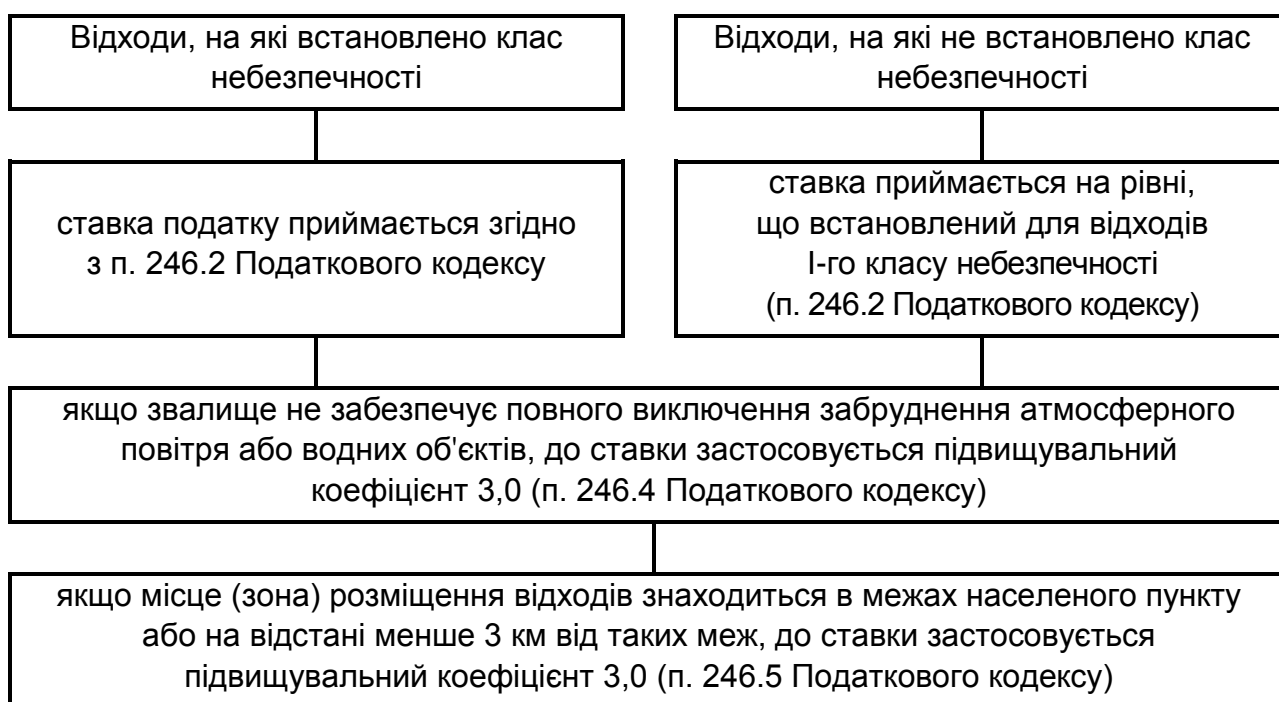 Відходи, на які встановлено клас
небезпечності
Відходи, на які не встановлено клас
небезпечності
ставка податку приймається згідно
з п. 246.2 Податкового кодексу
ставка приймається на рівні,
що встановлений для відходів
І-го класу небезпечності
(п. 246.2 Податкового кодексу)
якщо звалище не забезпечує повного виключення забруднення атмосферного
повітря або водних об'єктів, до ставки застосовується підвищувальний
коефіцієнт 3,0 (п. 246.4 Податкового кодексу)
якщо місце (зона) розміщення відходів знаходиться в межах населеного пункту
або на відстані менше 3 км від таких меж, до ставки застосовується
підвищувальний коефіцієнт 3,0 (п. 246.5 Податкового кодексу)